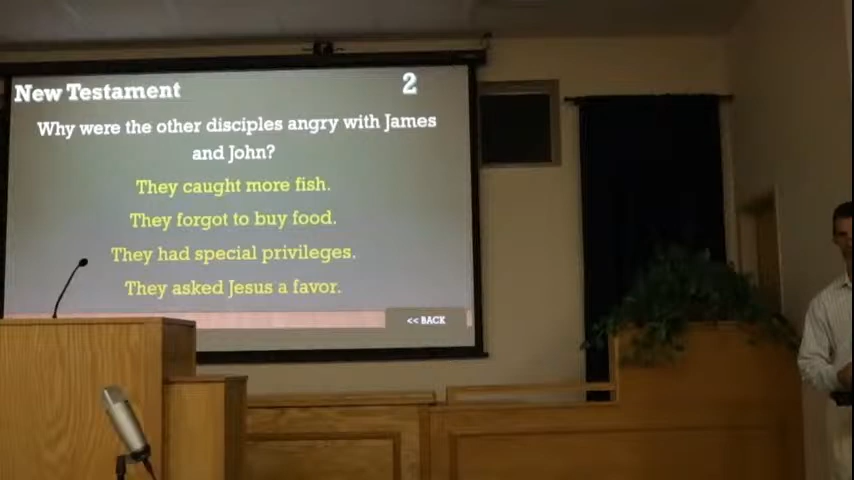 New Testament 2
Why were the other disciples angry with James
and John?
They caught more fish.
They forgot to buy food.
They had special privileges.
They asked Jesus a favor.
<< BACK